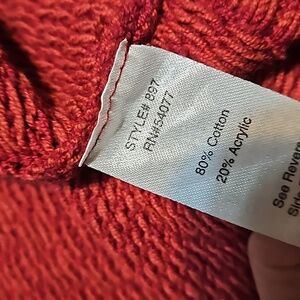 STYLE# 897
RN#54077
80% Cotton
20% Acrylic
See Revers
Side